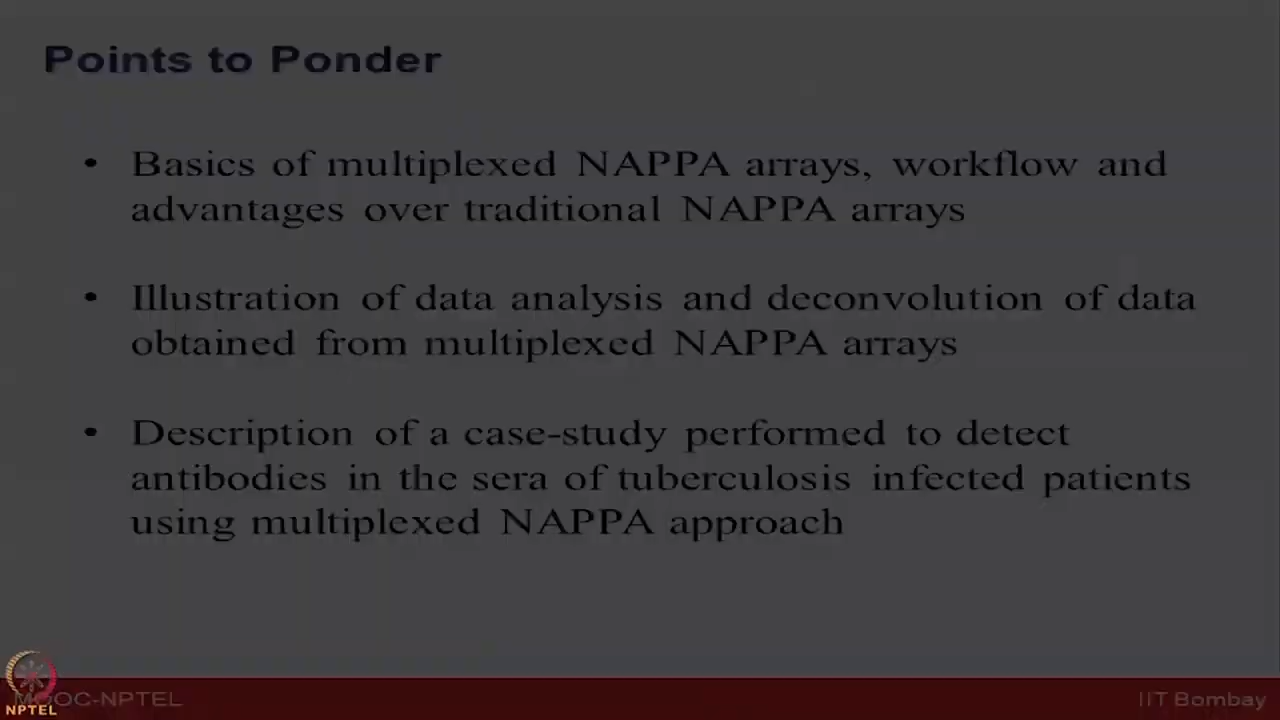 Points to Ponder
• Basics of multiplexed NAPPA arrays, workflow and
advantages over traditional NAPPA arrays
• Illustration of data analysis and deconvolution of data
obtained from multiplexed NAPPA arrays
• Description of a case-study performed to detect
antibodies in the sera of tuberculosis infected patients
using multiplexed NAPPA approach
MOOC-NPTEL
IIT Bombay
NPTEL